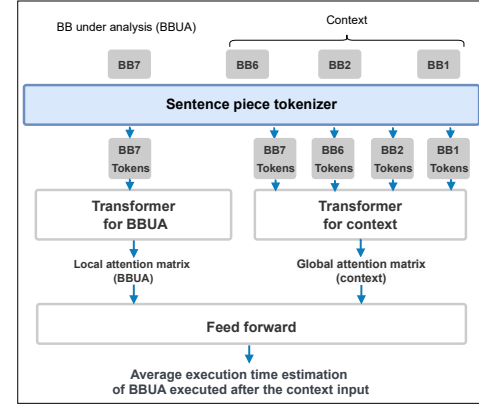 Context
BB under analysis (BBUA)
BB7 BB6 BB2 BB1
Sentence piece tokenizer
BB7 BB7 BB6 BB2 BB1
Tokens Tokens Tokens Tokens Tokens
Transformer Transformer
for BBUA for context
Local attention matrix Global attention matrix
(BBUA) (context)
Feed forward
Average execution time estimation
of BBUA executed after the context input